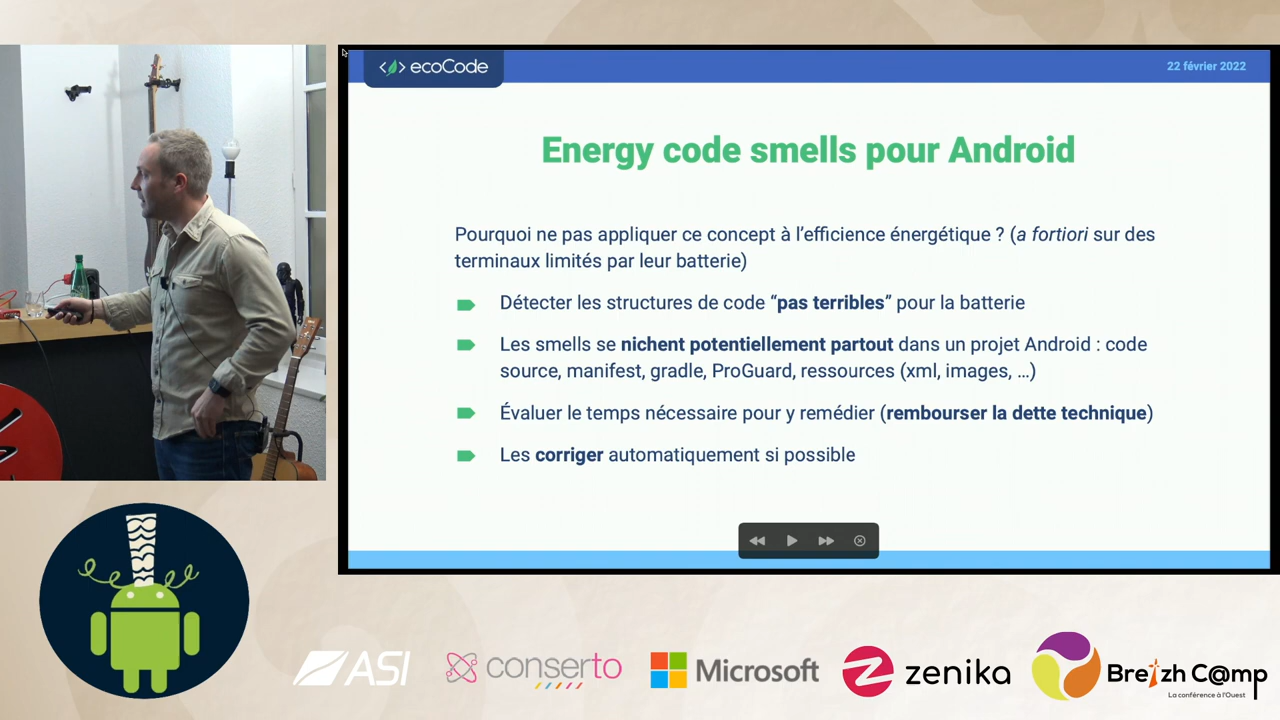 ecoCode
22 février 2022
Energy code smells pour Android
Pourquoi ne pas appliquer ce concept à l’efficience énergétique ? (a fortiori sur des
terminaux limités par leur batterie)
Détecter les structures de code “pas terribles” pour la batterie
Les smells se nichent potentiellement partout dans un projet Android : code
source, manifest, gradle, ProGuard, ressources (xml, images, …)
Évaluer le temps nécessaire pour y remédier (rembourser la dette technique)
Les corriger automatiquement si possible
ASI
conserto
Microsoft
zenika
Breizh C@mp
La conférence à l'Ouest